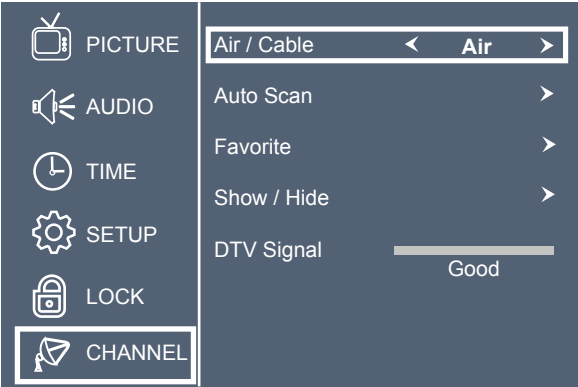 PICTURE
AUDIO
TIME
SETUP
LOCK
CHANNEL
Air / Cable Air
Auto Scan
Favorite
Show / Hide
DTV Signal
Good